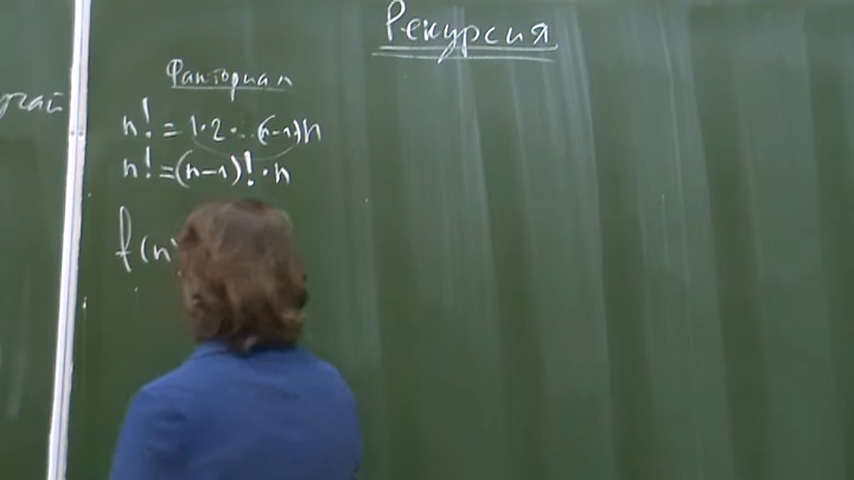 Рекурсия
Факториал
n! = 1·2·...(n-1)n
n! = (n-1)!·n
f(n